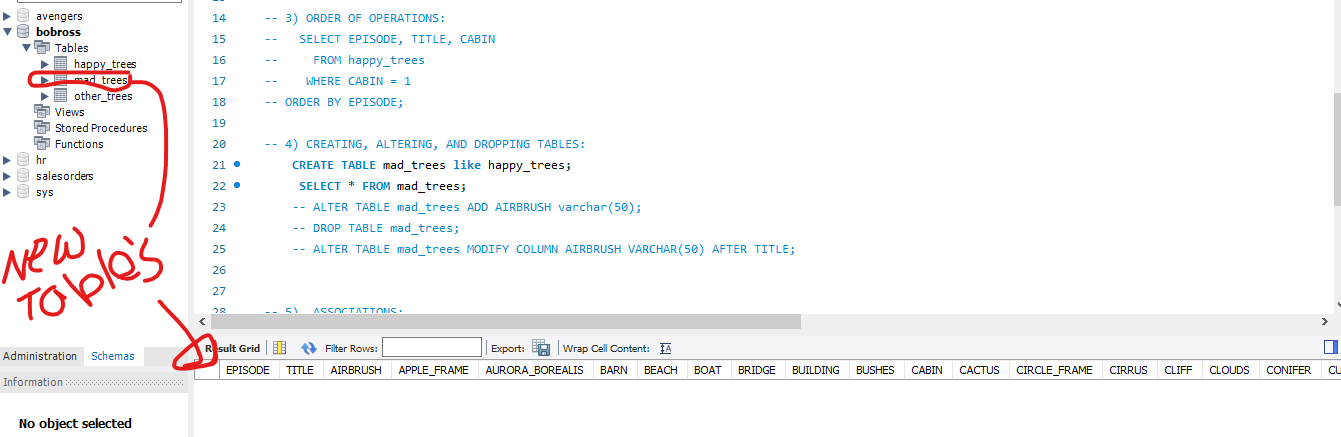 avengers
bobross
Tables
happy_trees
mad_trees
other_trees
Views
Stored Procedures
Functions
hr
salesorders
sys
NEW
Table's
Administration Schemas
Information
No object selected
14 -- 3) ORDER OF OPERATIONS:
15 -- SELECT EPISODE, TITLE, CABIN
16 -- FROM happy_trees
17 -- WHERE CABIN = 1
18 -- ORDER BY EPISODE;
19
20 -- 4) CREATING, ALTERING, AND DROPPING TABLES:
21 CREATE TABLE mad_trees like happy_trees;
22 SELECT * FROM mad_trees;
23 -- ALTER TABLE mad_trees ADD AIRBRUSH varchar(50);
24 -- DROP TABLE mad_trees;
25 -- ALTER TABLE mad_trees MODIFY COLUMN AIRBRUSH VARCHAR(50) AFTER TITLE;
26
27
28 -- 5) ASSOCIATIONS:
Result Grid Filter Rows: Export: Wrap Cell Content:
EPISODE TITLE AIRBRUSH APPLE_FRAME AURORA_BOREALIS BARN BEACH BOAT BRIDGE BUILDING BUSHES CABIN CACTUS CIRCLE_FRAME CIRRUS CLIFF CLOUDS CONIFER CU